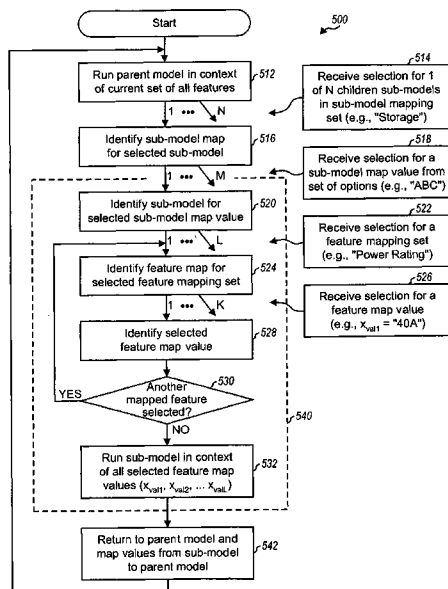 Start
500
Run parent model in context
of current set of all features
512
514
Receive selection for 1
of N children sub-models
in sub-model mapping
set (e.g., "Storage")
1 ••• N
Identify sub-model map
for selected sub-model
516
518
Receive selection for a
sub-model map value from
set of options (e.g., "ABC")
1 ••• M
Identify sub-model for
selected sub-model map value
520
522
Receive selection for a
feature mapping set
(e.g., "Power Rating")
1 ••• L
Identify feature map for
selected feature mapping set
524
526
Receive selection for a
feature map value
(e.g., xval1 = "40A")
1 ••• K
Identify selected
feature map value
528
530
Another
mapped feature
selected?
YES
NO
540
Run sub-model in context
of all selected feature map
values {xval1, xval2, ... xvalL}
532
Return to parent model and
map values from sub-model
to parent model
542